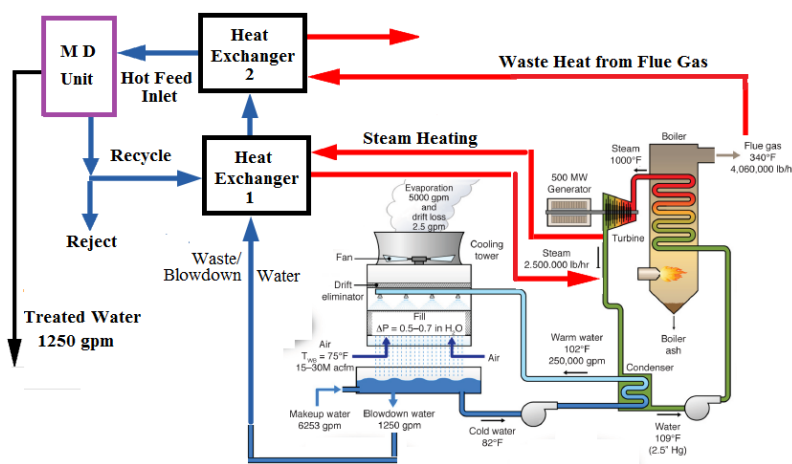 M D
Unit
Heat
Exchanger
2
Hot Feed
Inlet
Waste Heat from Flue Gas
Recycle
Heat
Exchanger
1
Steam Heating
Reject
Waste/
Blowdown
Water
Treated Water
1250 gpm
Boiler
Steam
1000°F
Flue gas
340°F
4,060,000 lb/h
500 MW
Generator
Turbine
Steam
2.500.000 lb/hr
Boiler
ash
Evaporation
5000 gpm
and
drift loss
2.5 gpm
Cooling
tower
Fan
Drift
eliminator
Fill
ΔP = 0.5–0.7 in H₂O
Air
T_WB = 75°F
15–30M acfm
Air
Warm water
102°F
250,000 gpm
Condenser
Makeup water
6253 gpm
Blowdown water
1250 gpm
Cold water
82°F
Water
109°F
(2.5" Hg)